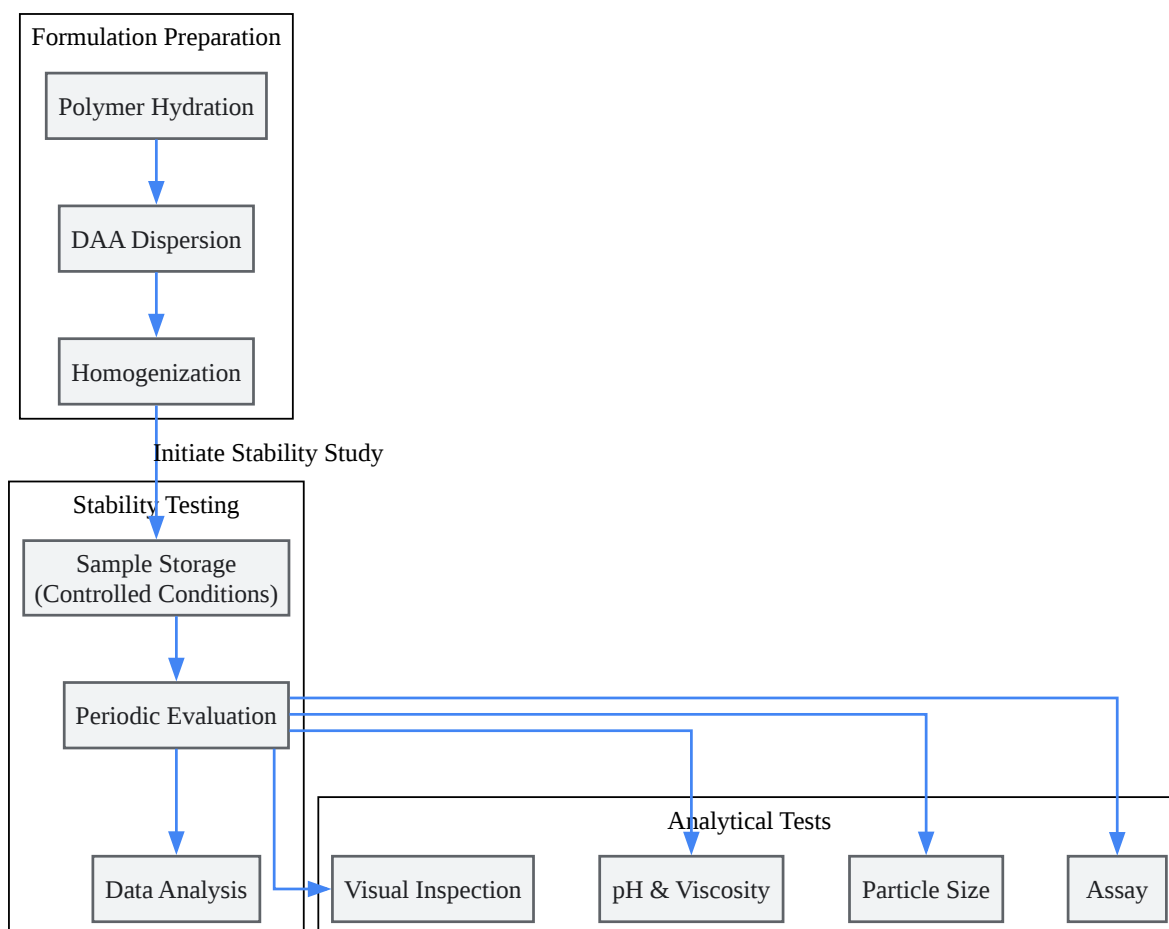 Formulation Preparation
Polymer Hydration
DAA Dispersion
Homogenization
Initiate Stability Study
Stability Testing
Sample Storage
(Controlled Conditions)
Periodic Evaluation
Analytical Tests
Data Analysis
Visual Inspection
pH & Viscosity
Particle Size
Assay